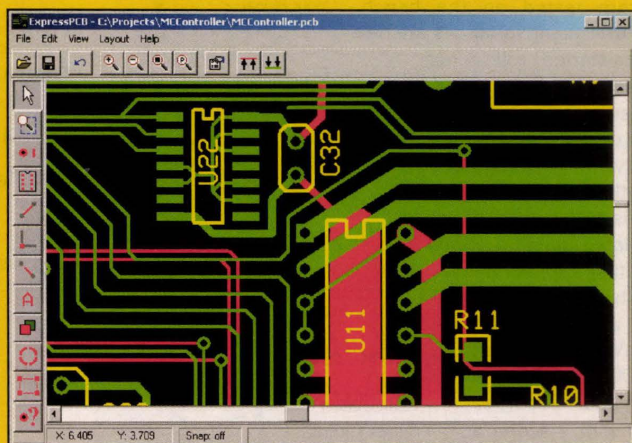 ExpressPCB - E:\Projects\MCController\MCController.pcb
File Edit View Layout Help
U22
C32
U11
R11
R10
X: 6.405 Y: 3.709 Snap: off